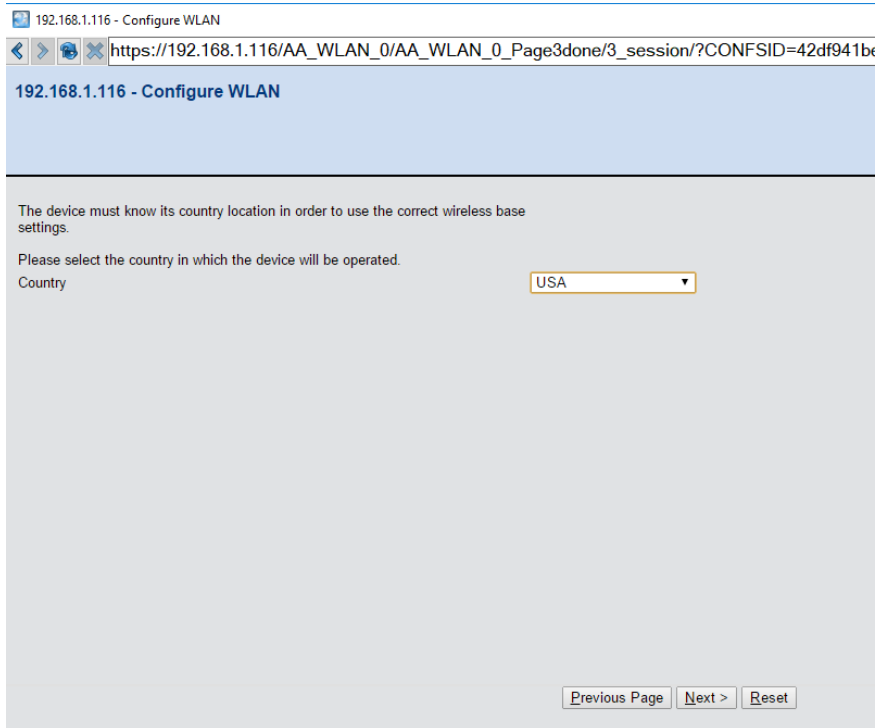 192.168.1.116 - Configure WLAN
https://192.168.1.116/AA_WLAN_0/AA_WLAN_0_Page3done/3_session/?CONFSID=42df941be
192.168.1.116 - Configure WLAN
The device must know its country location in order to use the correct wireless base
settings.
Please select the country in which the device will be operated.
Country USA
Previous Page Next > Reset